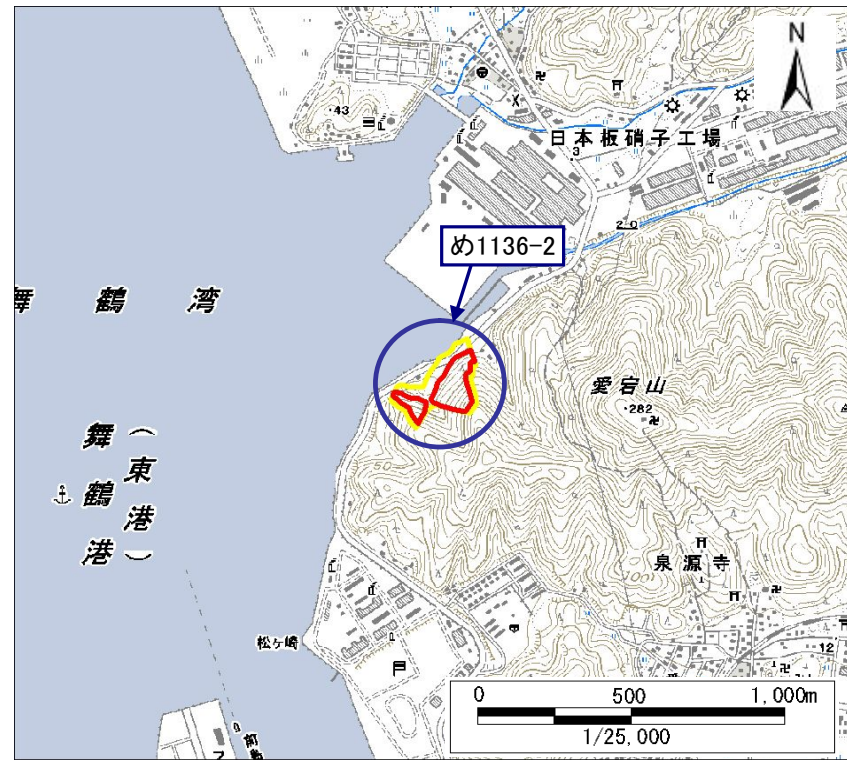 N
43
日本板硝子工場
3
2.0
め1136-2
舞鶴湾
愛宕山
282
舞鶴港
(東港)
泉源寺
松ヶ崎
12
0 500 1,000m
1/25,000